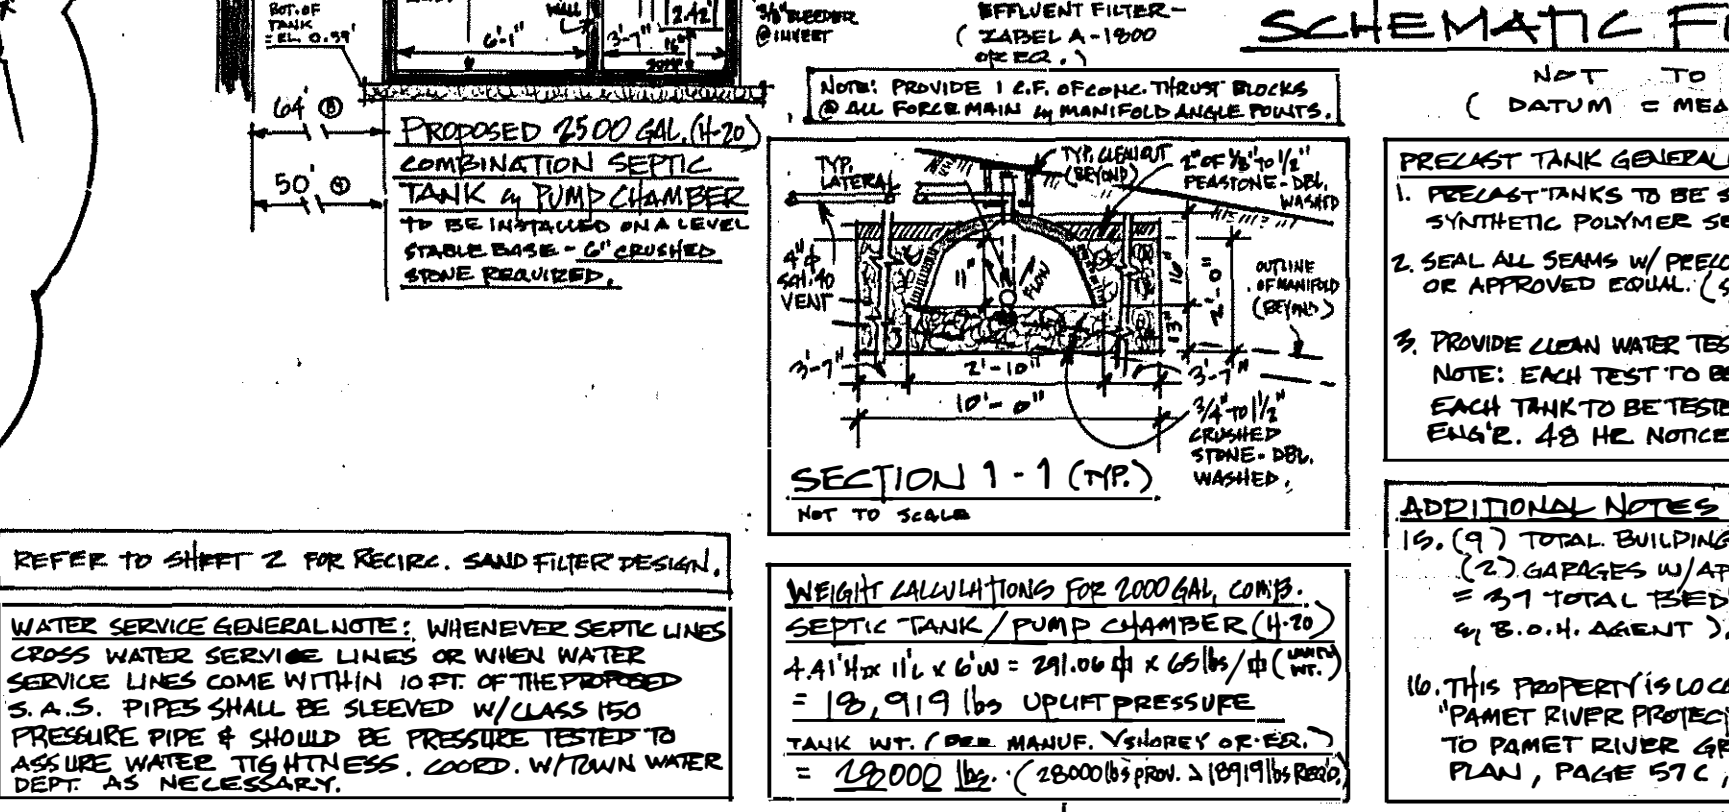 BOT. OF
TANK
= EL. 0.59'
6'-1"
WALL
3'-7"
2.42'
3/8" BLEEDER
@ INVERT
EFFLUENT FILTER-
( ZABEL A-1800
OR EQ. )
SCHEMATIC F
NOT TO
( DATUM = MEA
NOTE: PROVIDE 1 C.F. OF CONC. THRUST BLOCKS
@ ALL FORCE MAIN & MANIFOLD ANGLE POINTS.
64' Ⓑ
50' Ⓢ
PROPOSED 2500 GAL. (H-20)
COMBINATION SEPTIC
TANK & PUMP CHAMBER
TO BE INSTALLED ON A LEVEL
STABLE BASE - 6" CRUSHED
STONE REQUIRED.
TYP.
LATERAL
TYP. CLEANOUT
(BEYOND)
2" OF 1/8" TO 1/2"
PEASTONE - DBL.
WASHED
4"φ
SCH. 40
VENT
11"
FLOW
1'
10"
13"
2'-0"
OUTLINE
OF MANIFOLD
(BEYOND)
3'-7"
2'-10"
3'-7"
10'-0"
3/4" TO 1 1/2"
CRUSHED
STONE - DBL.
WASHED.
SECTION 1-1 (TYP.)
NOT TO SCALE
PRECAST TANK GENERAL
1. PRECAST TANKS TO BE S
SYNTHETIC POLYMER SE
2. SEAL ALL SEAMS W/ PRECO
OR APPROVED EQUAL. (S
3. PROVIDE CLEAN WATER TES
NOTE: EACH TEST TO BE
EACH TANK TO BE TESTE
ENG'R. 48 HR NOTICE
REFER TO SHEET 2 FOR RECIRC. SAND FILTER DESIGN.
WATER SERVICE GENERAL NOTE: WHENEVER SEPTIC LINES
CROSS WATER SERVICE LINES OR WHEN WATER
SERVICE LINES COME WITHIN 10 FT. OF THE PROPOSED
S.A.S. PIPES SHALL BE SLEEVED W/CLASS 150
PRESSURE PIPE & SHOULD BE PRESSURE TESTED TO
ASSURE WATER TIGHTNESS. COORD. W/TOWN WATER
DEPT. AS NECESSARY.
WEIGHT CALCULATIONS FOR 2000 GAL. COMB.
SEPTIC TANK/PUMP CHAMBER (H-20)
4.41'H x 11'L x 6'W = 291.06 ⌀ x 65 lbs/⌀ (UNITY WT.)
= 18,919 lbs UPLIFT PRESSURE
TANK WT. (PER MANUF. SHOREY OR EQ.)
= 28000 lbs. (28000 lbs PROV. > 18919 lbs REQ'D.)
ADDITIONAL NOTES
15. (9) TOTAL BUILDING
(2) GARAGES W/AP
= 37 TOTAL BED
& B.O.H. AGENT ).
16. THIS PROPERTY IS LOCA
"PAMET RIVER PROTECT
TO PAMET RIVER GR
PLAN, PAGE 57C,